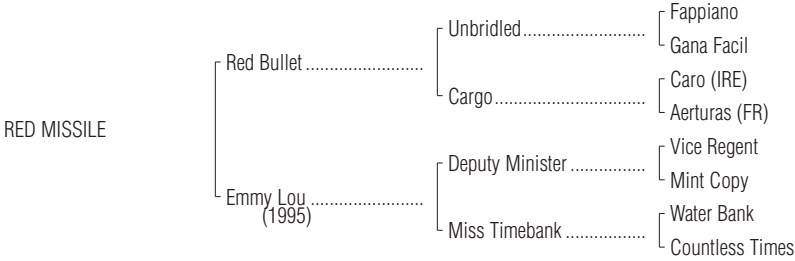 Fappiano
Unbridled......................
Gana Facil
Red Bullet .....................
Caro (IRE)
Cargo...........................
Aerturas (FR)
RED MISSILE
Vice Regent
Deputy Minister ..............
Mint Copy
Emmy Lou ....................
(1995)
Water Bank
Miss Timebank ...............
Countless Times